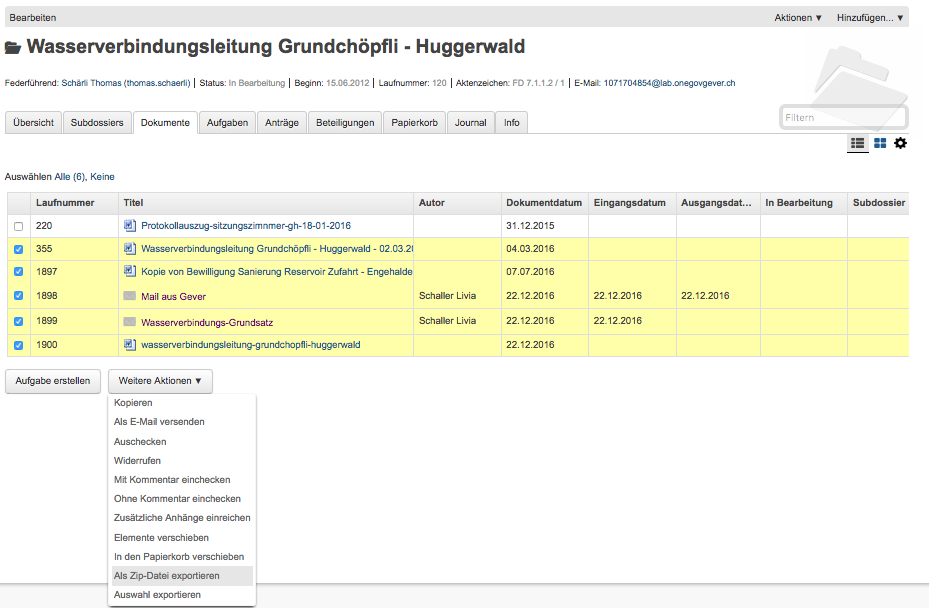 Bearbeiten Aktionen ▼ Hinzufügen... ▼
Wasserverbindungsleitung Grundchöpfli - Huggerwald
Federführend: Schärli Thomas (thomas.schaerli) | Status: In Bearbeitung | Beginn: 15.06.2012 | Laufnummer: 120 | Aktenzeichen: FD 7.1.1.2 / 1 | E-Mail: 1071704854@lab.onegovgever.ch
Übersicht Subdossiers Dokumente Aufgaben Anträge Beteiligungen Papierkorb Journal Info
Filtern
Auswählen Alle (6), Keine
Laufnummer Titel Autor Dokumentdatum Eingangsdatum Ausgangsdat... In Bearbeitung Subdossier
220 Protokollauszug-sitzungszimmner-gh-18-01-2016 31.12.2015
355 Wasserverbindungsleitung Grundchöpfli - Huggerwald - 02.03.20 04.03.2016
1897 Kopie von Bewilligung Sanierung Reservoir Zufahrt - Engehalde 07.07.2016
1898 Mail aus Gever Schaller Livia 22.12.2016 22.12.2016 22.12.2016
1899 Wasserverbindungs-Grundsatz Schaller Livia 22.12.2016 22.12.2016
1900 wasserverbindungsleitung-grundchopfli-huggerwald 22.12.2016
Aufgabe erstellen Weitere Aktionen ▼
Kopieren
Als E-Mail versenden
Auschecken
Widerrufen
Mit Kommentar einchecken
Ohne Kommentar einchecken
Zusätzliche Anhänge einreichen
Elemente verschieben
In den Papierkorb verschieben
Als Zip-Datei exportieren
Auswahl exportieren